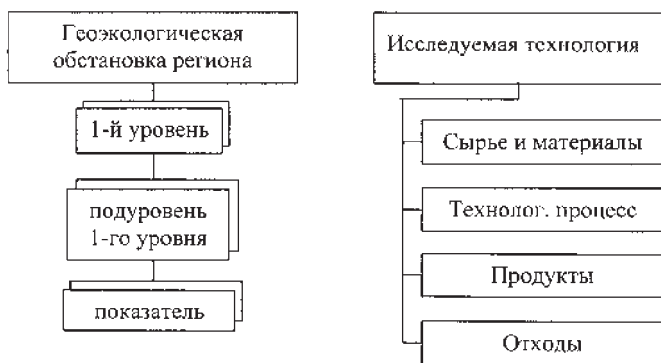 Геоэкологическая
обстановка региона
1-й уровень
подуровень
1-го уровня
показатель
Исследуемая технология
Сырье и материалы
Технолог. процесс
Продукты
Отходы